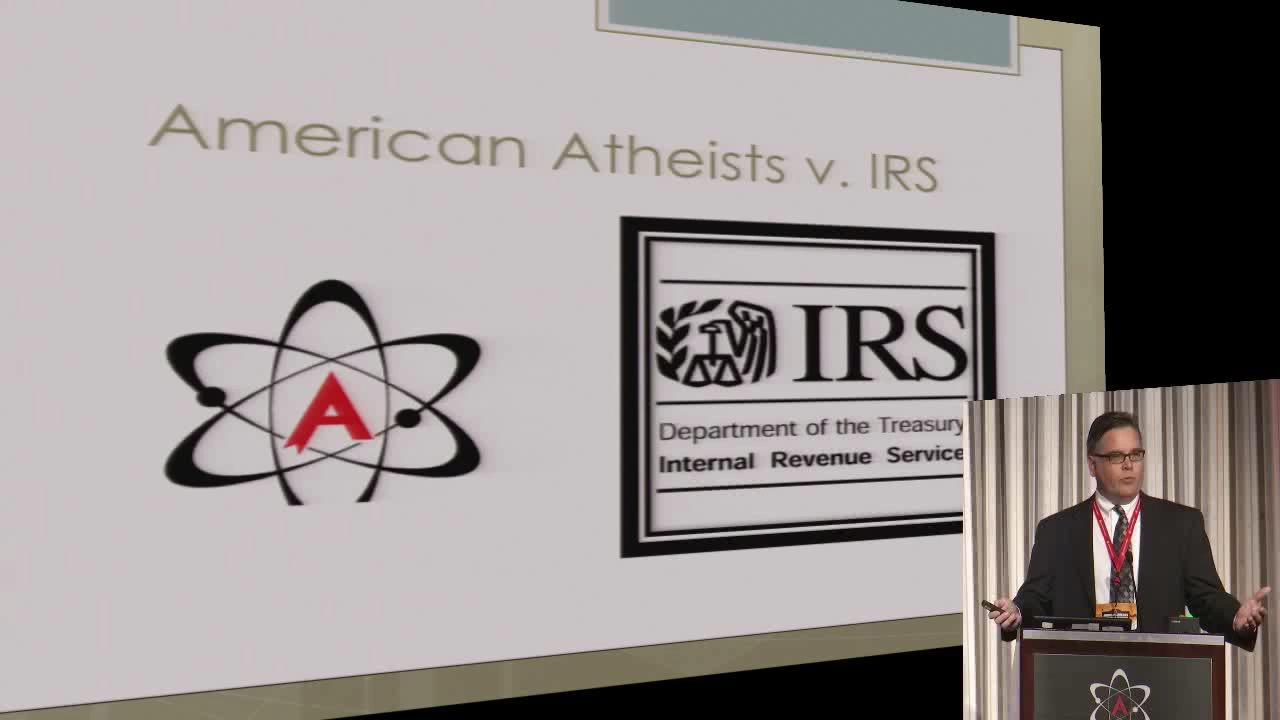 American Atheists v. IRS
A
IRS
Department of the Treasury
Internal Revenue Service
A